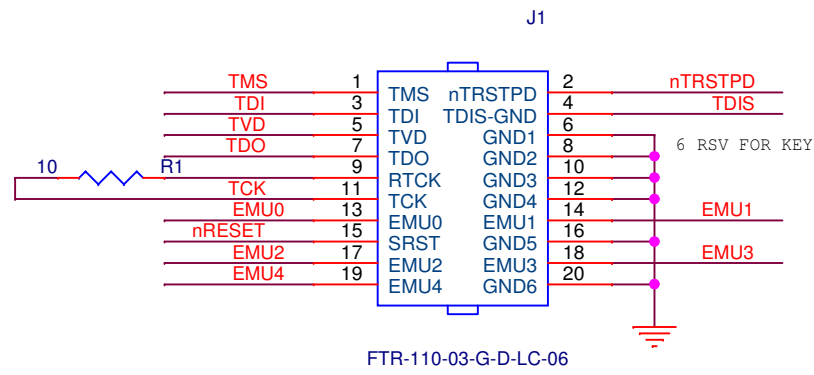 J1
TMS 1 TMS nTRSTPD 2 nTRSTPD
TDI 3 TDI TDIS-GND 4 TDIS
TVD 5 TVD GND1 6
6 RSV FOR KEY
TDO 7 TDO GND2 8
10 R1 9 RTCK GND3 10
TCK 11 TCK GND4 12
EMU0 13 EMU0 EMU1 14 EMU1
nRESET 15 SRST GND5 16
EMU2 17 EMU2 EMU3 18 EMU3
EMU4 19 EMU4 GND6 20
FTR-110-03-G-D-LC-06